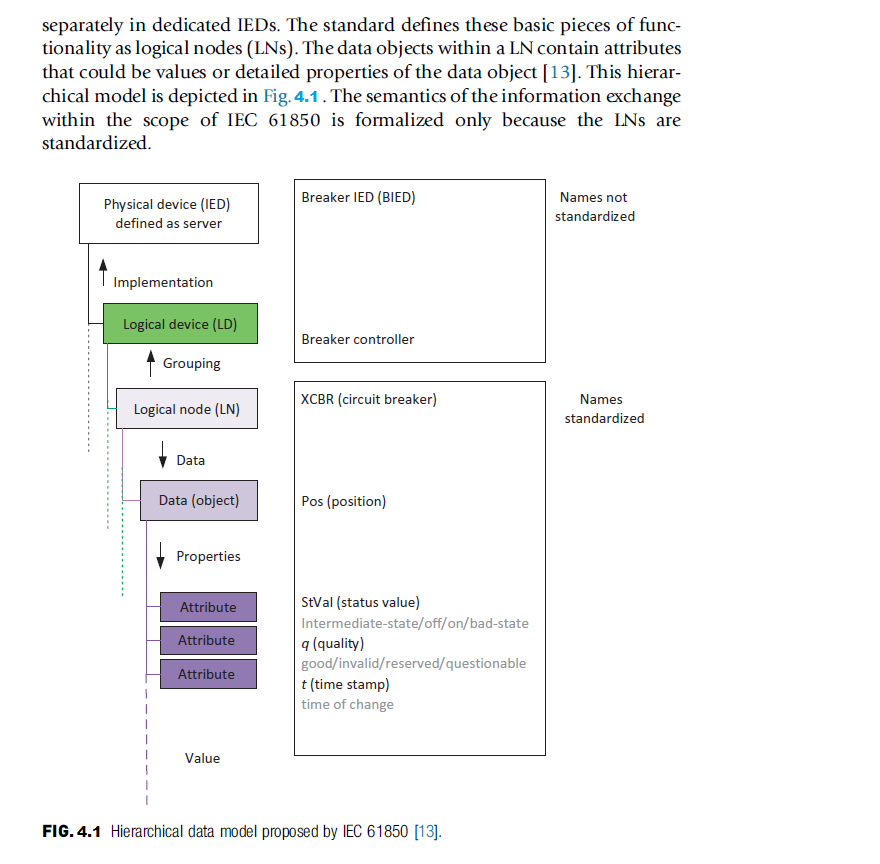 separately in dedicated IEDs. The standard defines these basic pieces of func-
tionality as logical nodes (LNs). The data objects within a LN contain attributes
that could be values or detailed properties of the data object [13]. This hierar-
chical model is depicted in Fig. 4.1 . The semantics of the information exchange
within the scope of IEC 61850 is formalized only because the LNs are
standardized.
Physical device (IED)
defined as server
Implementation
Logical device (LD)
Grouping
Logical node (LN)
Data
Data (object)
Properties
Attribute
Attribute
Attribute
Value
Breaker IED (BIED)
Breaker controller
Names not
standardized
XCBR (circuit breaker)
Pos (position)
StVal (status value)
Intermediate-state/off/on/bad-state
q (quality)
good/invalid/reserved/questionable
t (time stamp)
time of change
Names
standardized
FIG. 4.1 Hierarchical data model proposed by IEC 61850 [13].